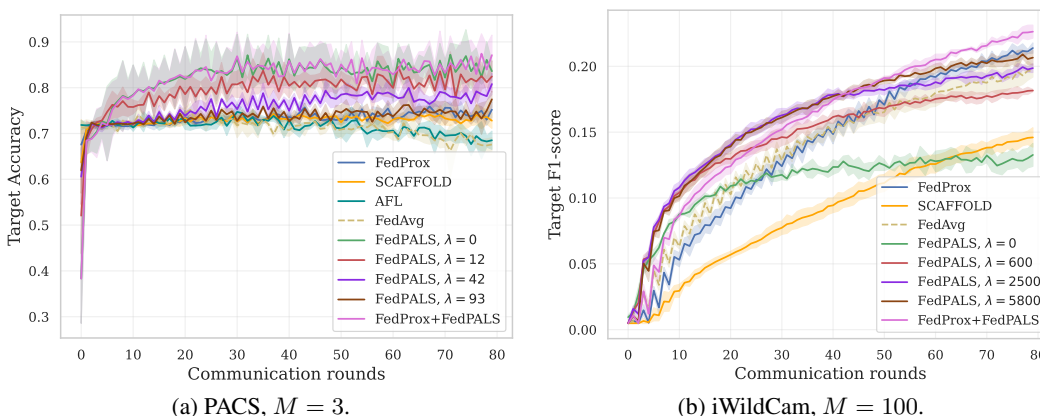 Target Accuracy
0.9
0.8
0.7
0.6
0.5
0.4
0.3
0 10 20 30 40 50 60 70 80
Communication rounds
FedProx
SCAFFOLD
AFL
FedAvg
FedPALS, λ = 0
FedPALS, λ = 12
FedPALS, λ = 42
FedPALS, λ = 93
FedProx+FedPALS
(a) PACS, M = 3.
Target F1-score
0.20
0.15
0.10
0.05
0.00
0 10 20 30 40 50 60 70 80
Communication rounds
FedProx
SCAFFOLD
FedAvg
FedPALS, λ = 0
FedPALS, λ = 600
FedPALS, λ = 2500
FedPALS, λ = 5800
FedProx+FedPALS
(b) iWildCam, M = 100.